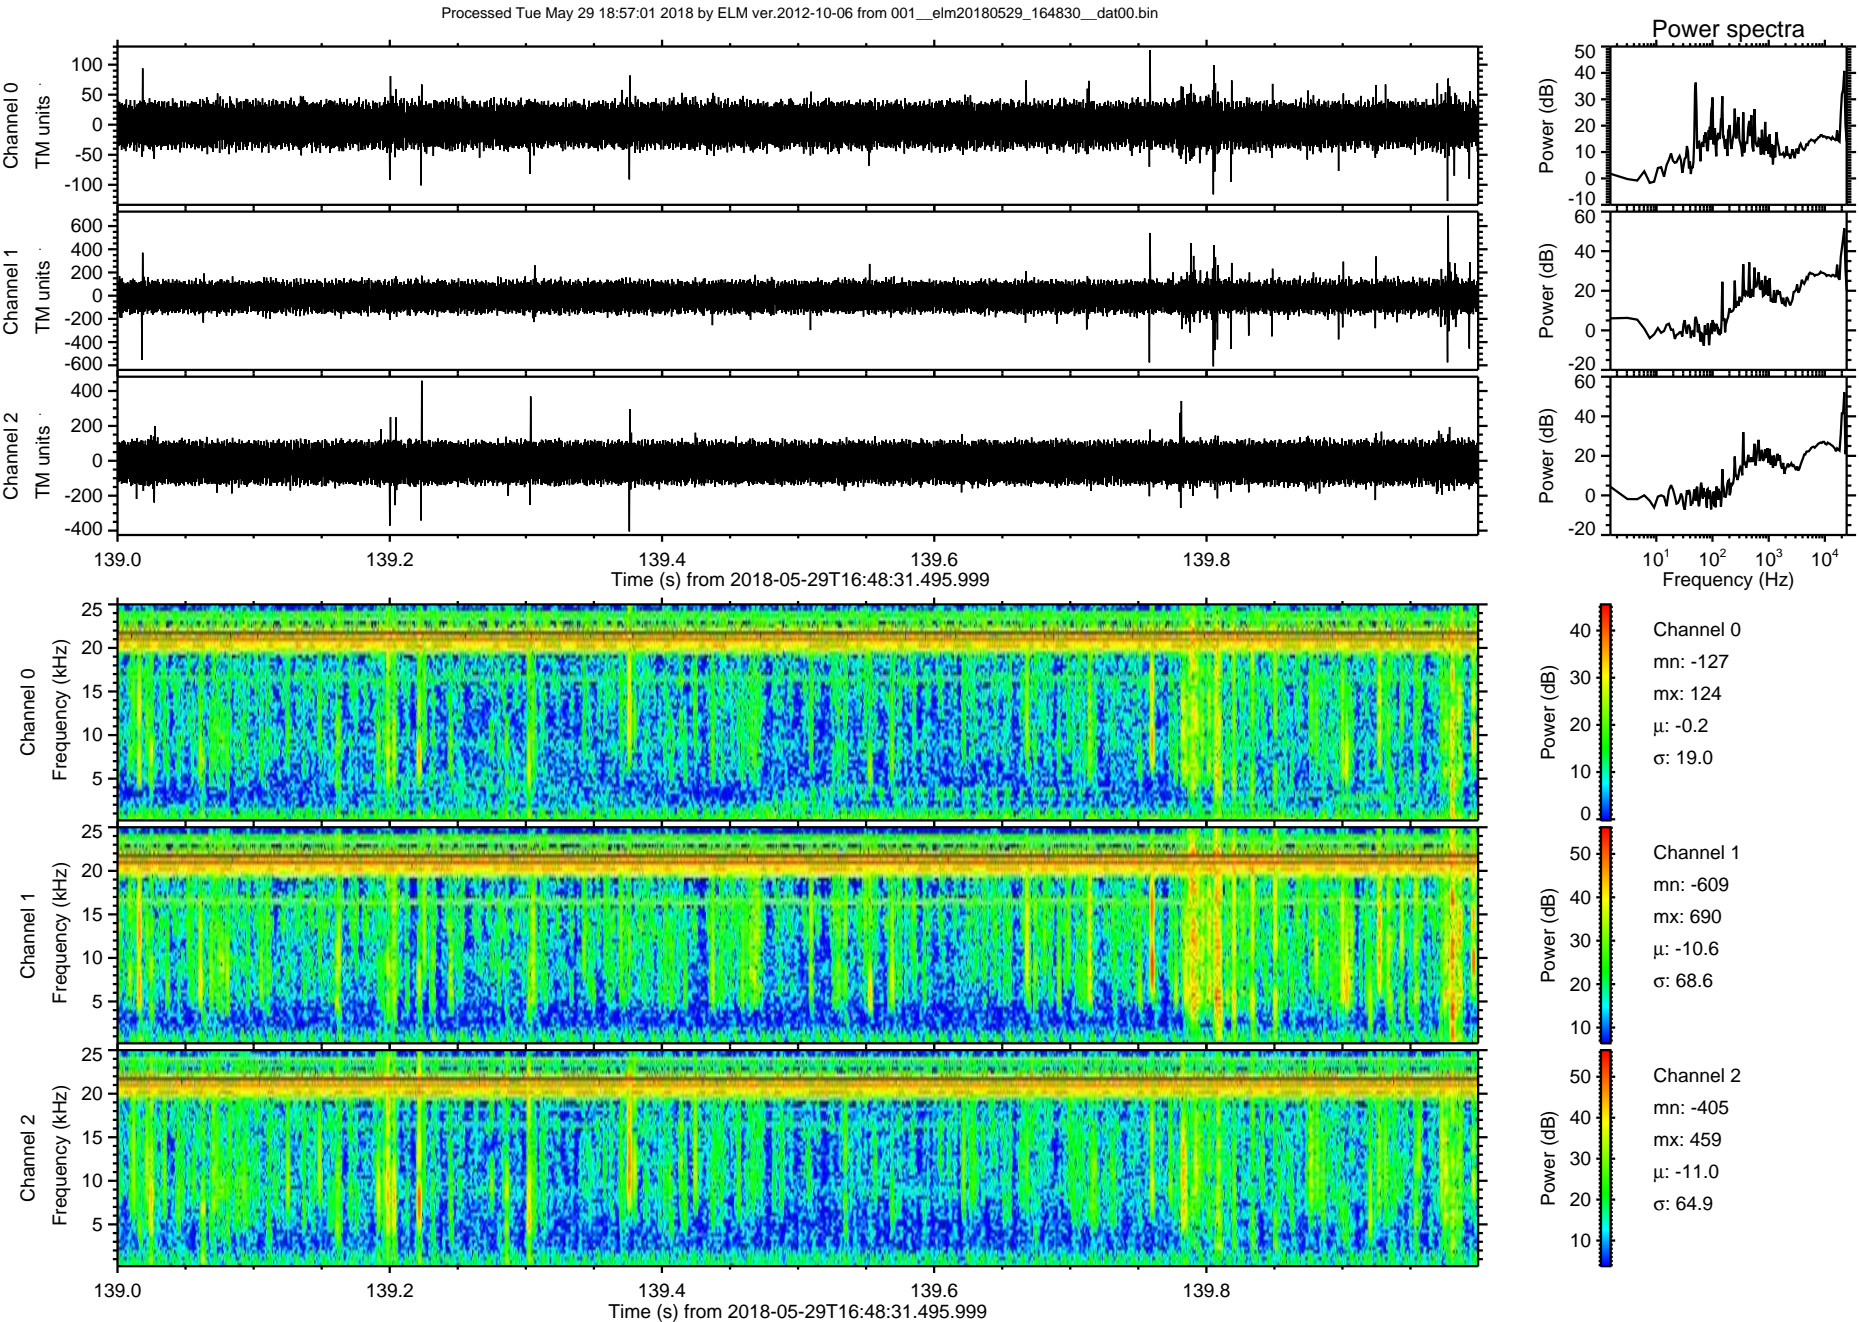 Processed Tue May 29 18:57:01 2018 by ELM ver.2012-10-06 from 001__elm20180529_164830__dat00.bin
Power spectra
Channel 0
TM units
100
50
0
-50
-100
Power (dB)
50
40
30
20
10
0
-10
Channel 1
TM units
600
400
200
0
-200
-400
-600
Power (dB)
60
40
20
0
-20
Channel 2
TM units
400
200
0
-200
-400
Power (dB)
60
40
20
0
-20
139.0 139.2 139.4 139.6 139.8
Time (s) from 2018-05-29T16:48:31.495.999
10¹ 10² 10³ 10⁴
Frequency (Hz)
Channel 0
Frequency (kHz)
25
20
15
10
5
Power (dB)
40
30
20
10
0
Channel 0
mn: -127
mx: 124
μ: -0.2
σ: 19.0
Channel 1
Frequency (kHz)
25
20
15
10
5
Power (dB)
50
40
30
20
10
Channel 1
mn: -609
mx: 690
μ: -10.6
σ: 68.6
Channel 2
Frequency (kHz)
25
20
15
10
5
Power (dB)
50
40
30
20
10
Channel 2
mn: -405
mx: 459
μ: -11.0
σ: 64.9
139.0 139.2 139.4 139.6 139.8
Time (s) from 2018-05-29T16:48:31.495.999